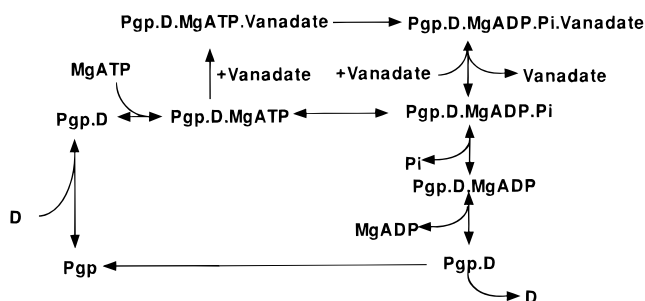 Pgp.D.MgATP.Vanadate Pgp.D.MgADP.Pi.Vanadate
MgATP +Vanadate +Vanadate Vanadate
Pgp.D Pgp.D.MgATP Pgp.D.MgADP.Pi
Pi
Pgp.D.MgADP
D MgADP
Pgp Pgp.D
D